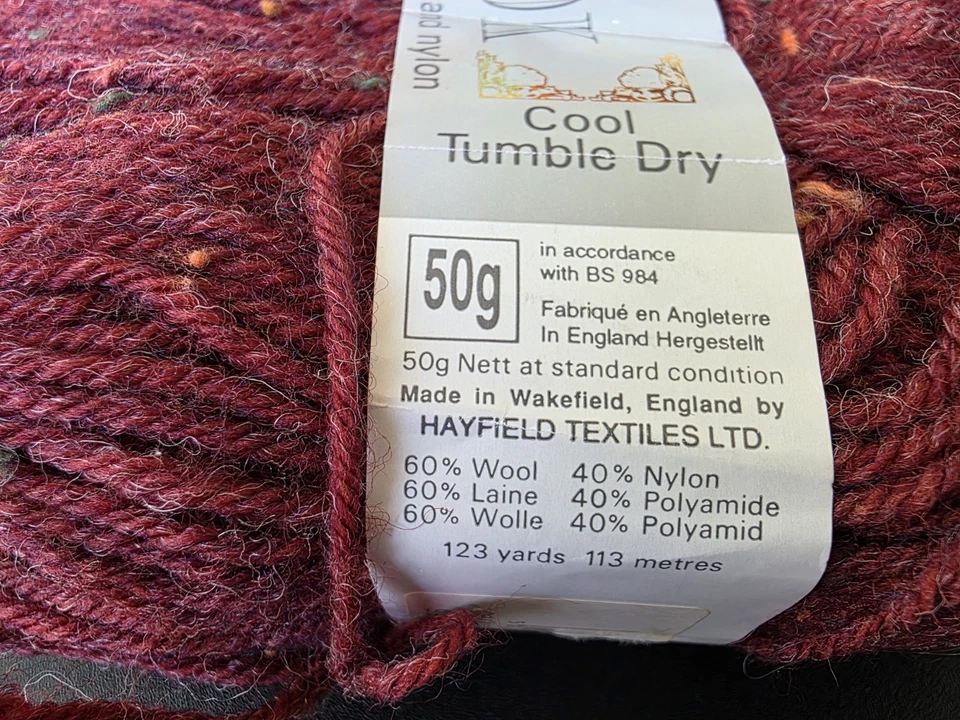 and nylon
Cool
Tumble Dry
50g
in accordance
with BS 984
Fabriqué en Angleterre
In England Hergestellt
50g Nett at standard condition
Made in Wakefield, England by
HAYFIELD TEXTILES LTD.
60% Wool 40% Nylon
60% Laine 40% Polyamide
60% Wolle 40% Polyamid
123 yards 113 metres